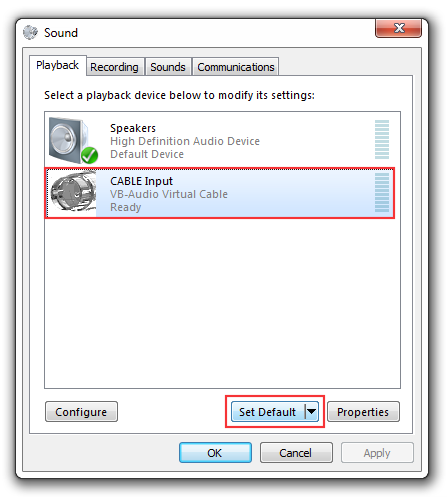 Sound
Playback
Recording
Sounds
Communications
Select a playback device below to modify its settings:
Speakers
High Definition Audio Device
Default Device
CABLE Input
VB-Audio Virtual Cable
Ready
Configure
Set Default
Properties
OK
Cancel
Apply